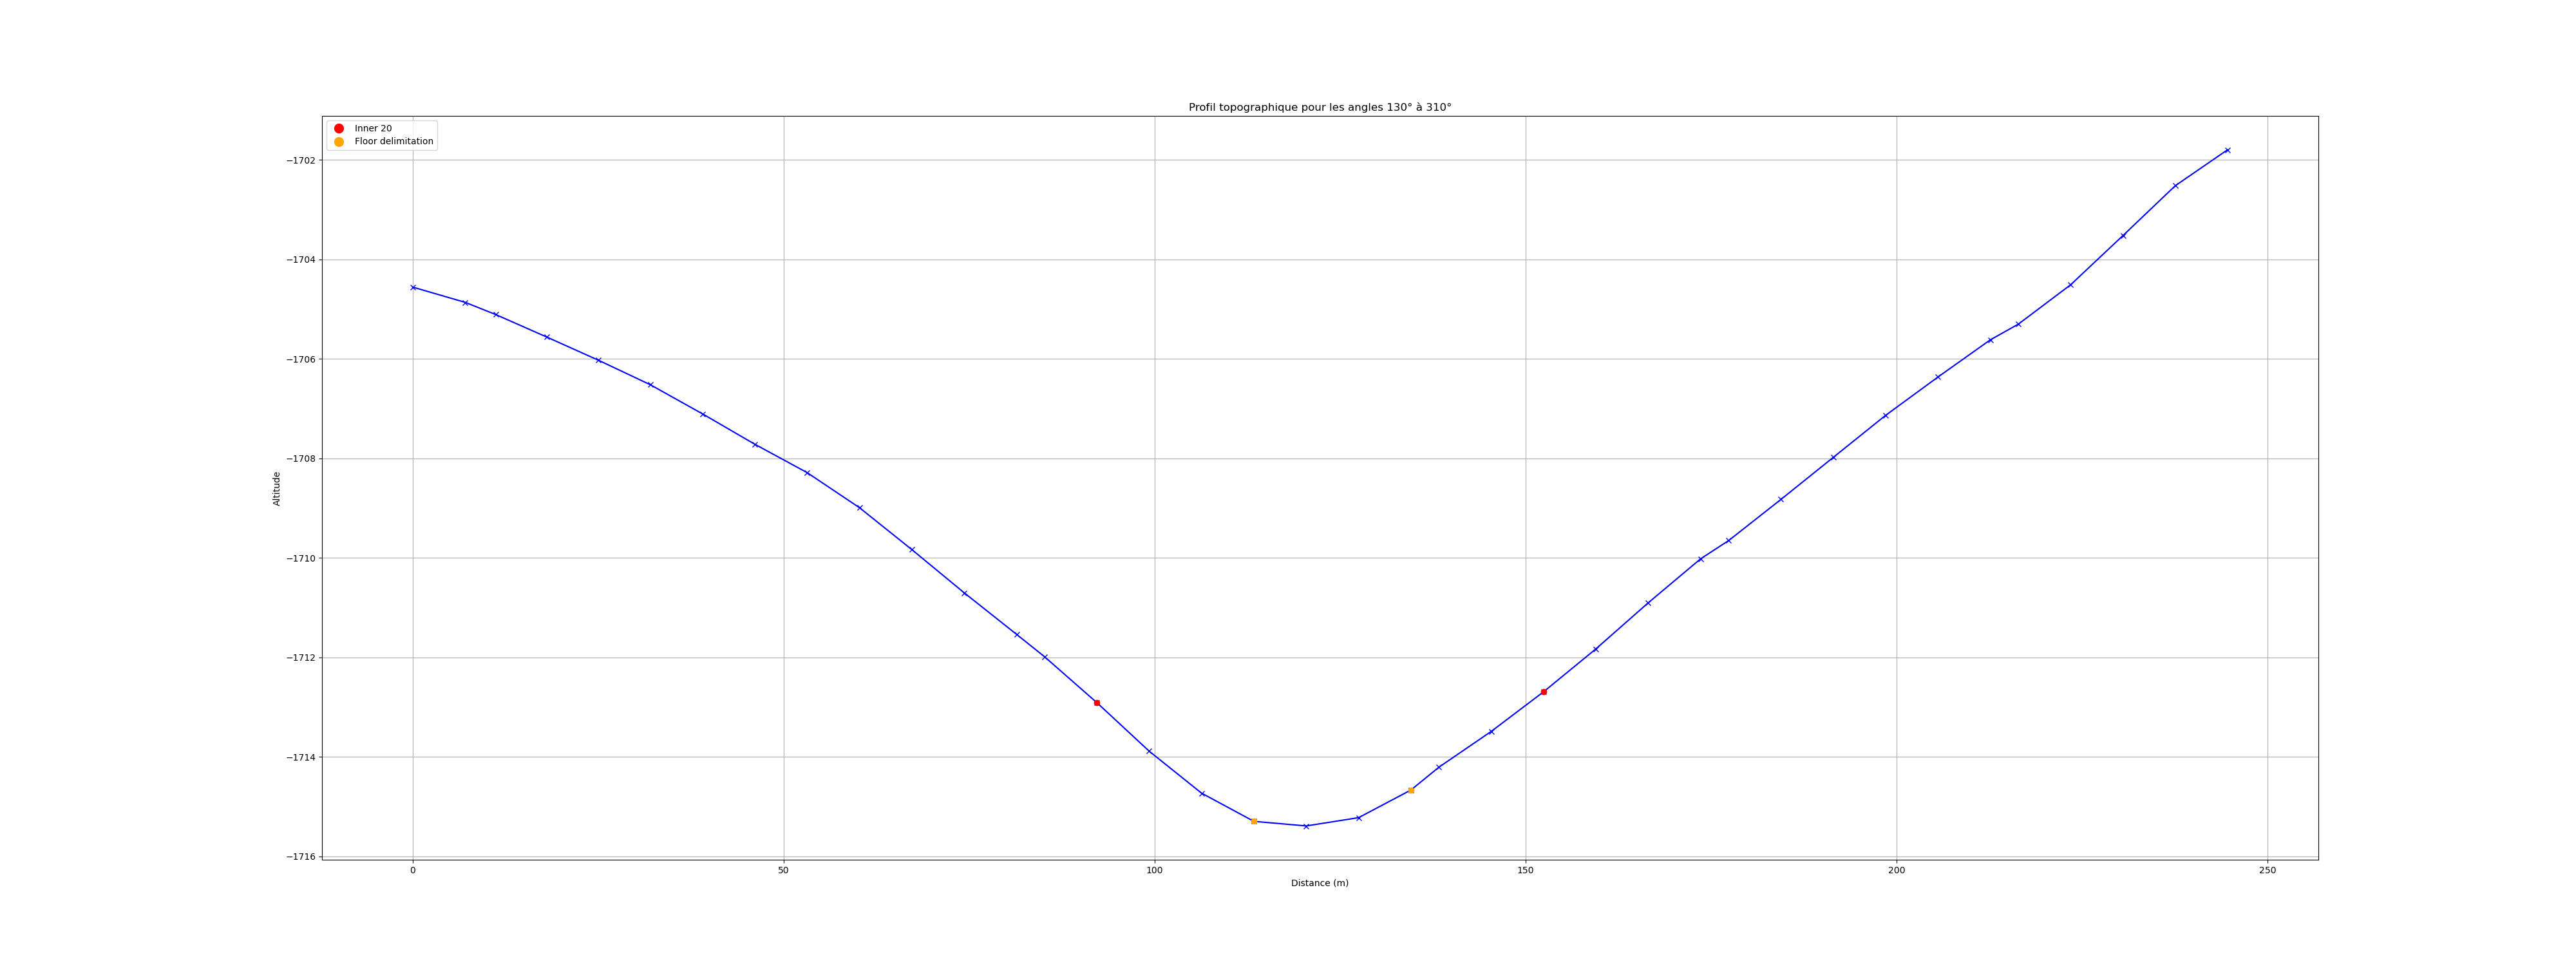 Profil topographique pour les angles 130° à 310°
Inner 20
Floor delimitation
−1702
−1704
−1706
−1708
−1710
−1712
−1714
−1716
Altitude
0
50
100
150
200
250
Distance (m)